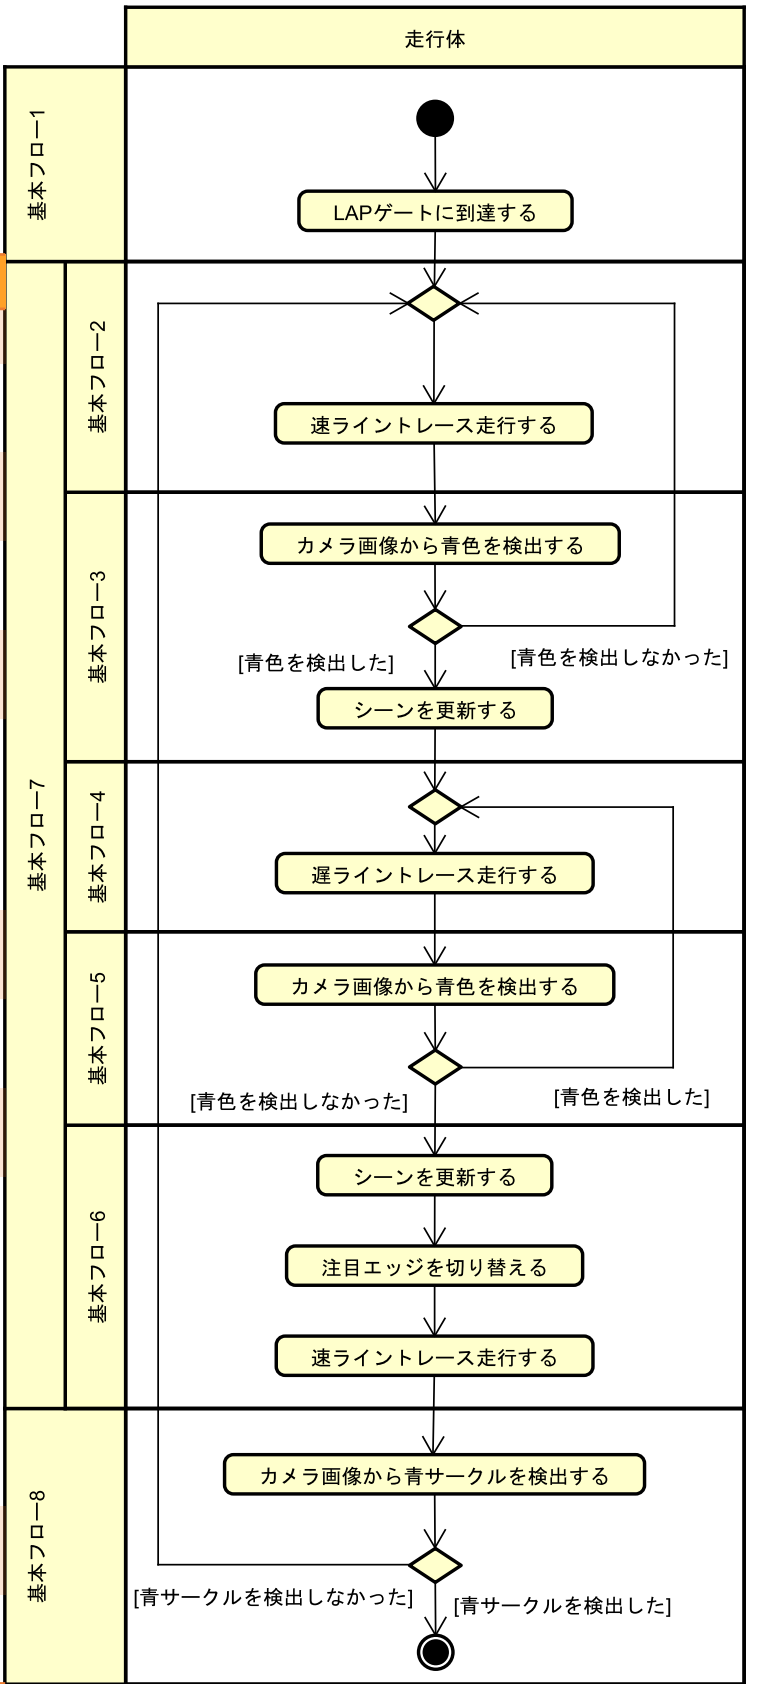 走行体
基本フロー1
LAPゲートに到達する
基本フロー7
基本フロー2
速ライントレース走行する
基本フロー3
カメラ画像から青色を検出する
[青色を検出した]
[青色を検出しなかった]
シーンを更新する
基本フロー4
遅ライントレース走行する
基本フロー5
カメラ画像から青色を検出する
[青色を検出しなかった]
[青色を検出した]
基本フロー6
シーンを更新する
注目エッジを切り替える
速ライントレース走行する
基本フロー8
カメラ画像から青サークルを検出する
[青サークルを検出しなかった]
[青サークルを検出した]